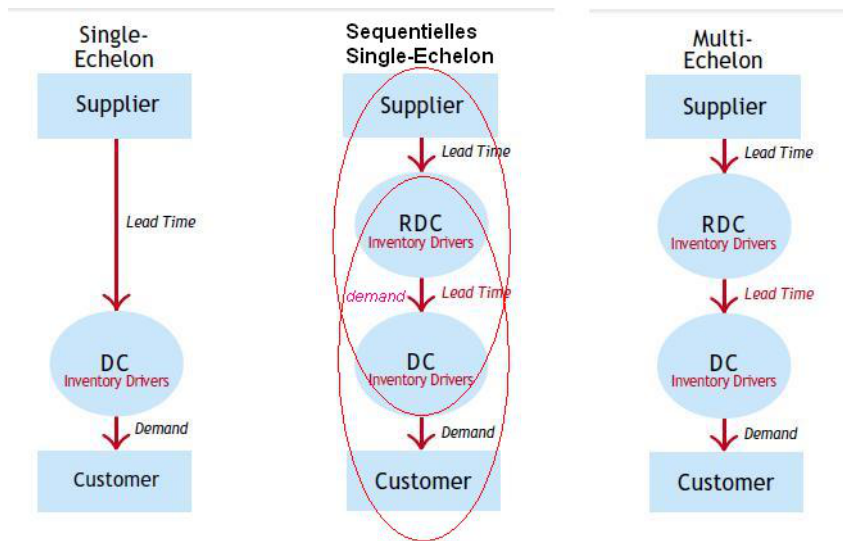 Single-
Echelon
Supplier
Lead Time
DC
Inventory Drivers
Demand
Customer
Sequentielles
Single-Echelon
Supplier
Lead Time
RDC
Inventory Drivers
demand
Lead Time
DC
Inventory Drivers
Demand
Customer
Multi-
Echelon
Supplier
Lead Time
RDC
Inventory Drivers
Lead Time
DC
Inventory Drivers
Demand
Customer